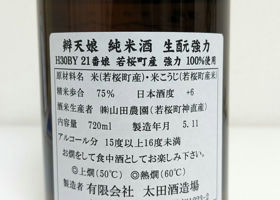 辨天娘 純米酒 生酛強力
H30BY 21番娘 若桜町産 強力 100%使用
原材料名 米(若桜町産)・米こうじ(若桜町産米)
精米歩合 75% 日本酒度 +6
酒米生産者 ㈱山田農園(若桜町神直産)
内容量 720ml 製造年月 5.11
アルコール分 15度以上16度未満
お燗をして食中酒としてお楽しみください。
◎上燗(50℃) ◎熱燗(60℃)
製造者 有限会社 太田酒造場